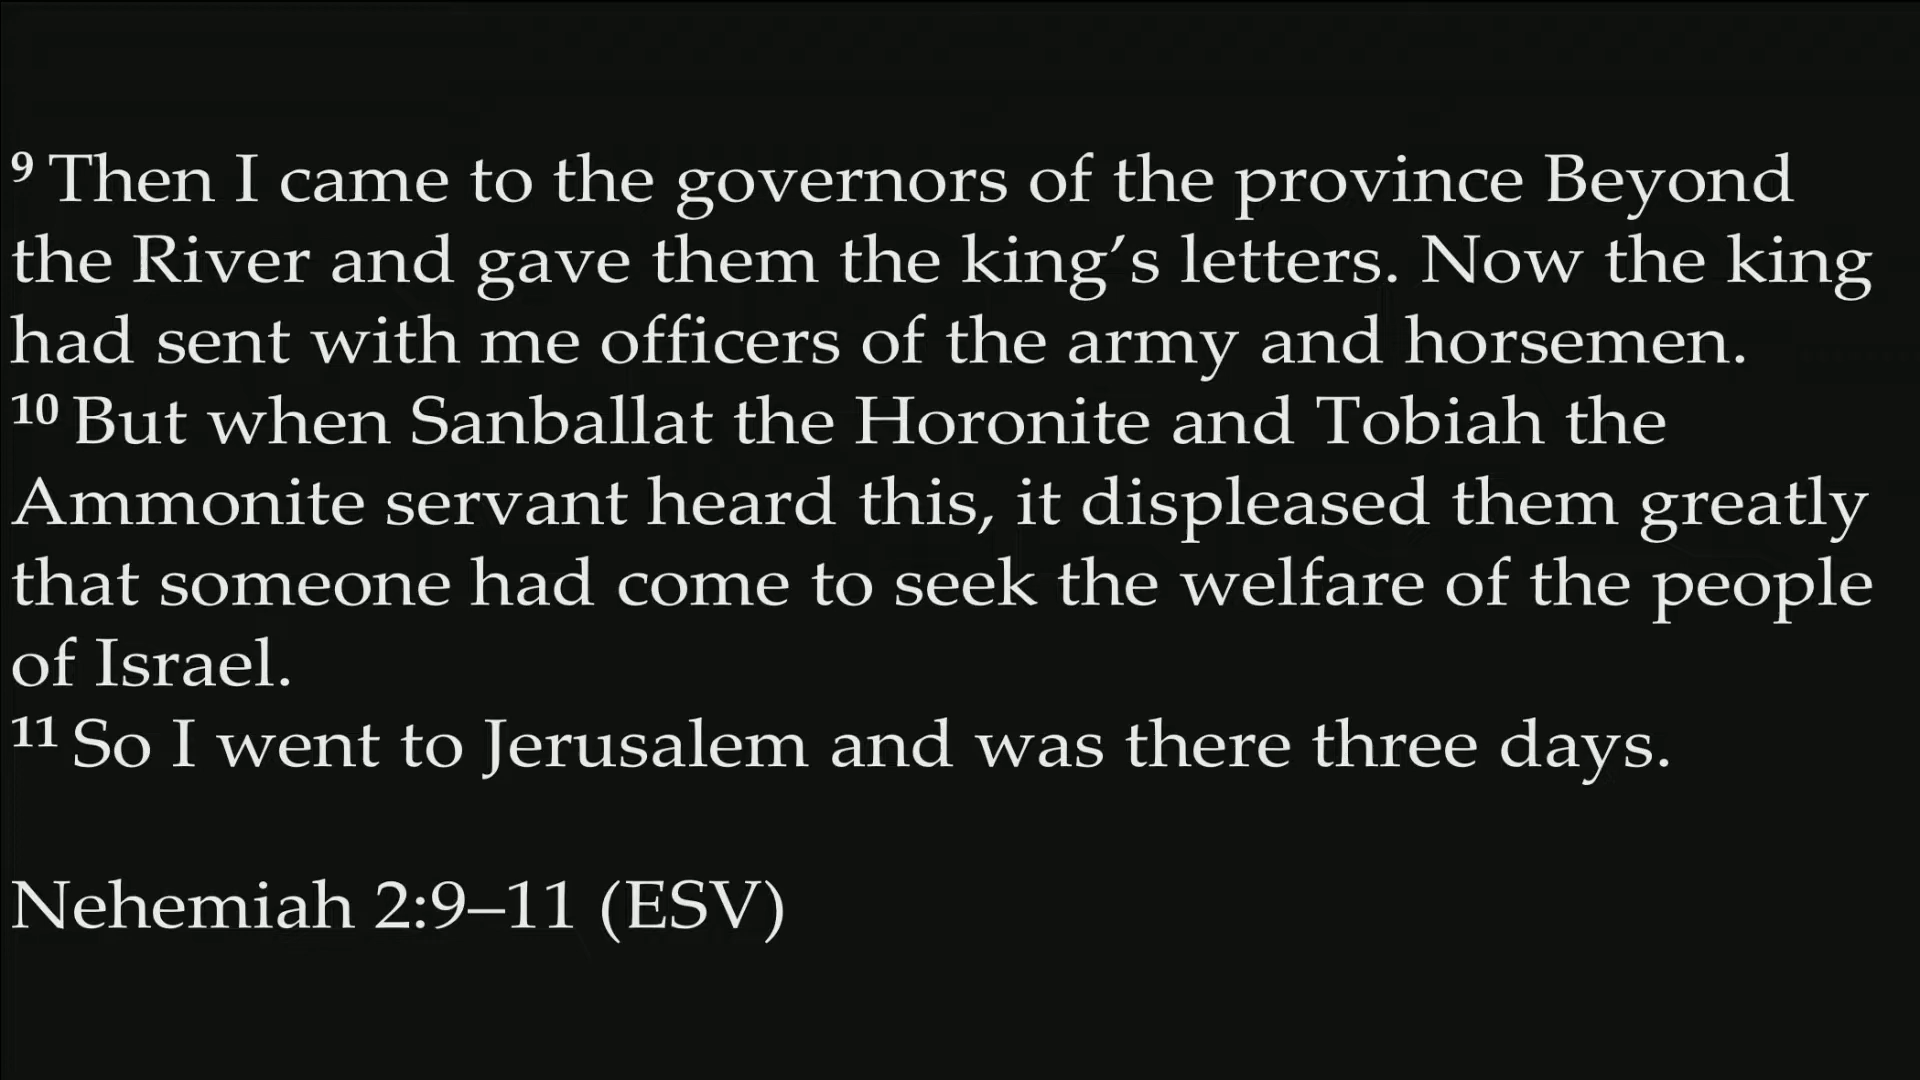 9 Then I came to the governors of the province Beyond
the River and gave them the king’s letters. Now the king
had sent with me officers of the army and horsemen.
10 But when Sanballat the Horonite and Tobiah the
Ammonite servant heard this, it displeased them greatly
that someone had come to seek the welfare of the people
of Israel.
11 So I went to Jerusalem and was there three days.
Nehemiah 2:9–11 (ESV)